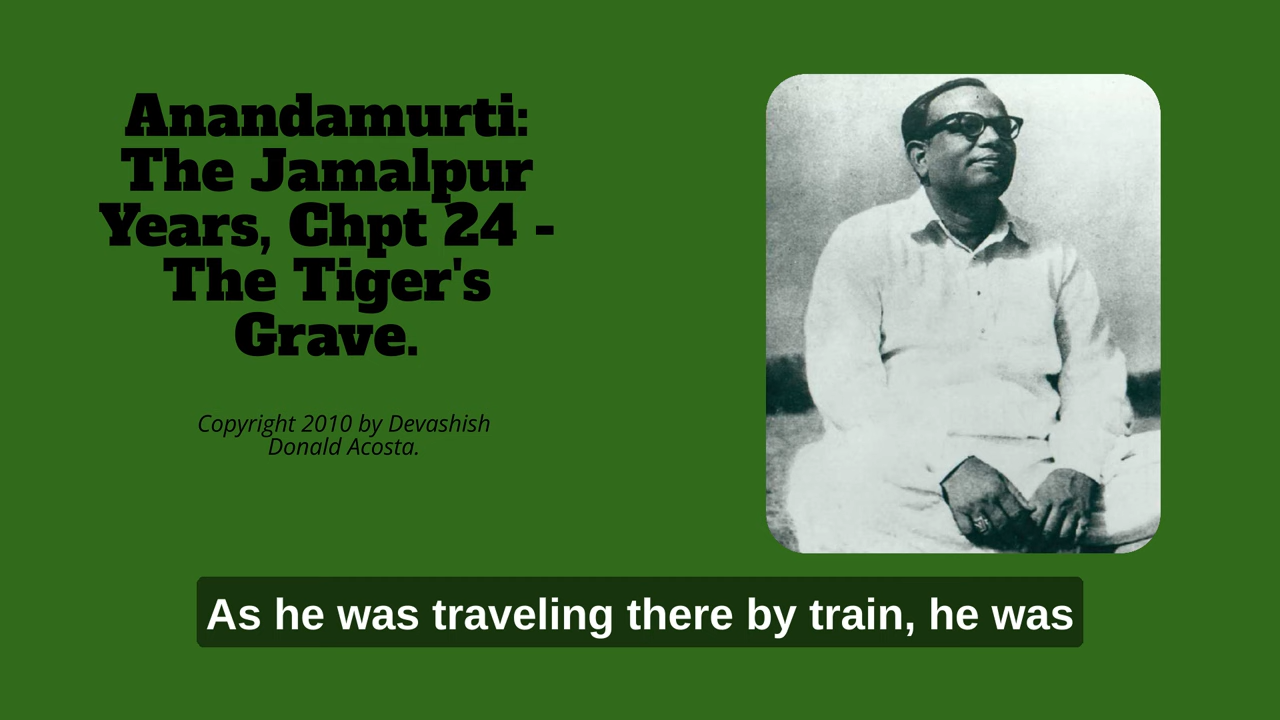 Anandamurti:
The Jamalpur
Years, Chpt 24 -
The Tiger's
Grave.
Copyright 2010 by Devashish
Donald Acosta.
As he was traveling there by train, he was